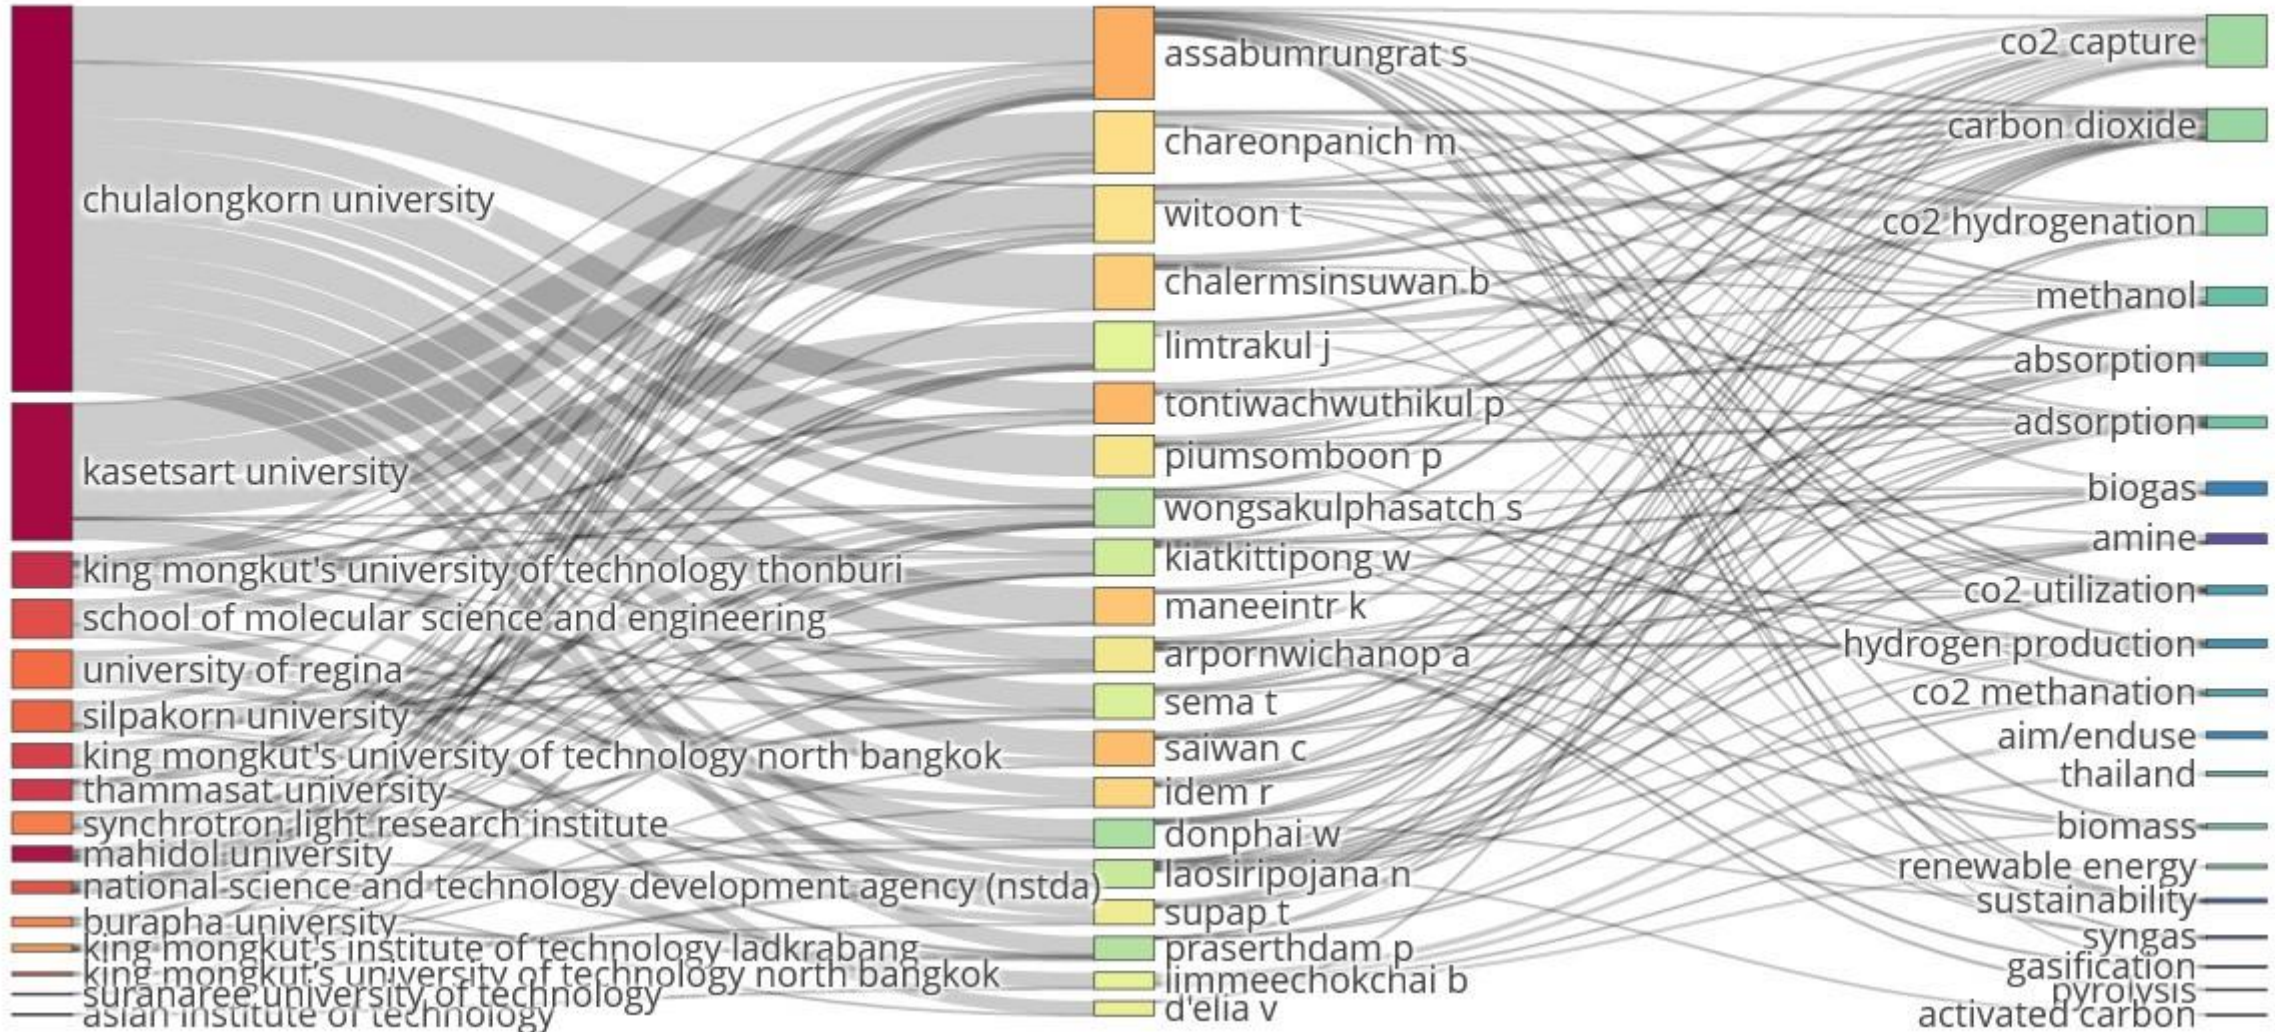 chulalongkorn university
kasetsart university
king mongkut's university of technology thonburi
school of molecular science and engineering
university of regina
silpakorn university
king mongkut's university of technology north bangkok
thammasat university
synchrotron light research institute
mahidol university
national science and technology development agency (nstda)
burapha university
king mongkut's institute of technology ladkrabang
king mongkut's university of technology north bangkok
suranaree university of technology
asian institute of technology
assabumrungrat s
chareonpanich m
witoon t
chalermsinsuwan b
limtrakul j
tontiwachwuthikul p
piumsomboon p
wongsakulphasatch s
kiatkittipong w
maneeintr k
arpornwichanop a
sema t
saiwan c
idem r
donphai w
laosiripojana n
supap t
praserthdam p
limmeechokchai b
d'elia v
co2 capture
carbon dioxide
co2 hydrogenation
methanol
absorption
adsorption
biogas
amine
co2 utilization
hydrogen production
co2 methanation
aim/enduse
thailand
biomass
renewable energy
sustainability
syngas
gasification
pyrolysis
activated carbon